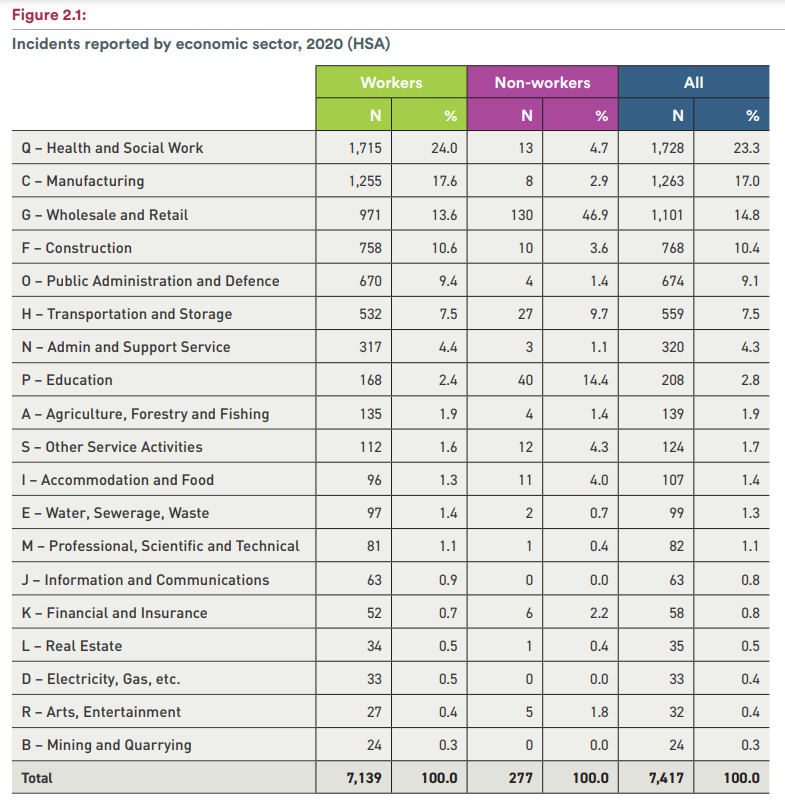 Figure 2.1:
Incidents reported by economic sector, 2020 (HSA)
Workers Non-workers All
N % N % N %
Q – Health and Social Work 1,715 24.0 13 4.7 1,728 23.3
C – Manufacturing 1,255 17.6 8 2.9 1,263 17.0
G – Wholesale and Retail 971 13.6 130 46.9 1,101 14.8
F – Construction 758 10.6 10 3.6 768 10.4
O – Public Administration and Defence 670 9.4 4 1.4 674 9.1
H – Transportation and Storage 532 7.5 27 9.7 559 7.5
N – Admin and Support Service 317 4.4 3 1.1 320 4.3
P – Education 168 2.4 40 14.4 208 2.8
A – Agriculture, Forestry and Fishing 135 1.9 4 1.4 139 1.9
S – Other Service Activities 112 1.6 12 4.3 124 1.7
I – Accommodation and Food 96 1.3 11 4.0 107 1.4
E – Water, Sewerage, Waste 97 1.4 2 0.7 99 1.3
M – Professional, Scientific and Technical 81 1.1 1 0.4 82 1.1
J – Information and Communications 63 0.9 0 0.0 63 0.8
K – Financial and Insurance 52 0.7 6 2.2 58 0.8
L – Real Estate 34 0.5 1 0.4 35 0.5
D – Electricity, Gas, etc. 33 0.5 0 0.0 33 0.4
R – Arts, Entertainment 27 0.4 5 1.8 32 0.4
B – Mining and Quarrying 24 0.3 0 0.0 24 0.3
Total 7,139 100.0 277 100.0 7,417 100.0